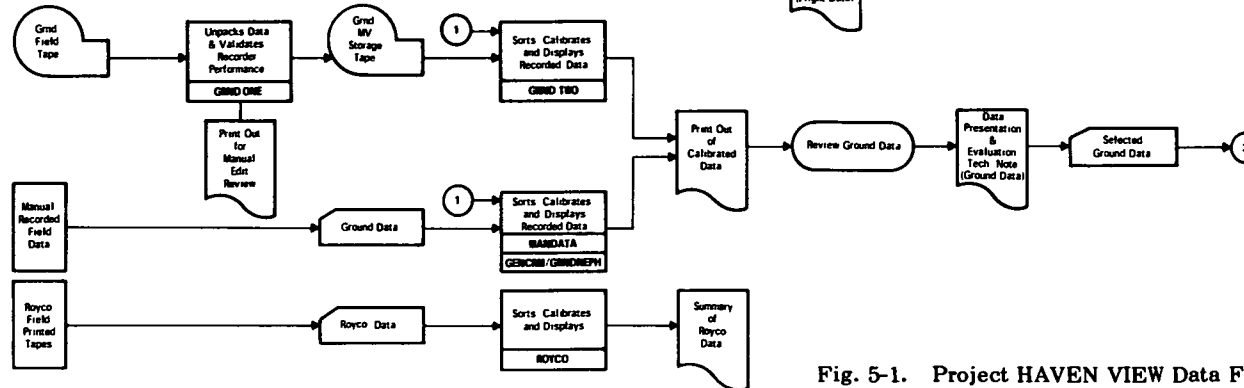 Grnd
Field
Tape
Unpacks Data
& Validates
Recorder
Performance
GRND ONE
Print Out
for
Manual
Edit
Review
Grnd
MV
Storage
Tape
1
Sorts Calibrates
and Displays
Recorded Data
GRND TWO
Manual
Recorded
Field
Data
Ground Data
1
Sorts Calibrates
and Displays
Recorded Data
MANDATA
Print Out
of
Calibrated
Data
Review Ground Data
Data
Presentation
&
Evaluation
Tech Note
(Ground Data)
Selected
Ground Data
Royco
Field
Printed
Tapes
Royco Data
Sorts Calibrates
and Displays
ROYCO
Summary
of
Royco
Data
Fig. 5-1. Project HAVEN VIEW Data F